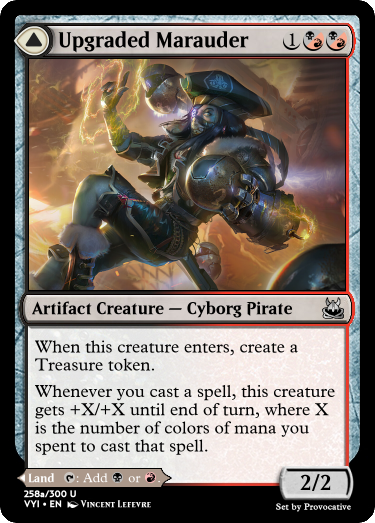 Upgraded Marauder 1
Artifact Creature — Cyborg Pirate
When this creature enters, create a
Treasure token.
Whenever you cast a spell, this creature
gets +X/+X until end of turn, where X
is the number of colors of mana you
spent to cast that spell.
Land : Add or .
2/2
258a/300 U
VYI • EN Vincent Lefevre
Set by Provocative